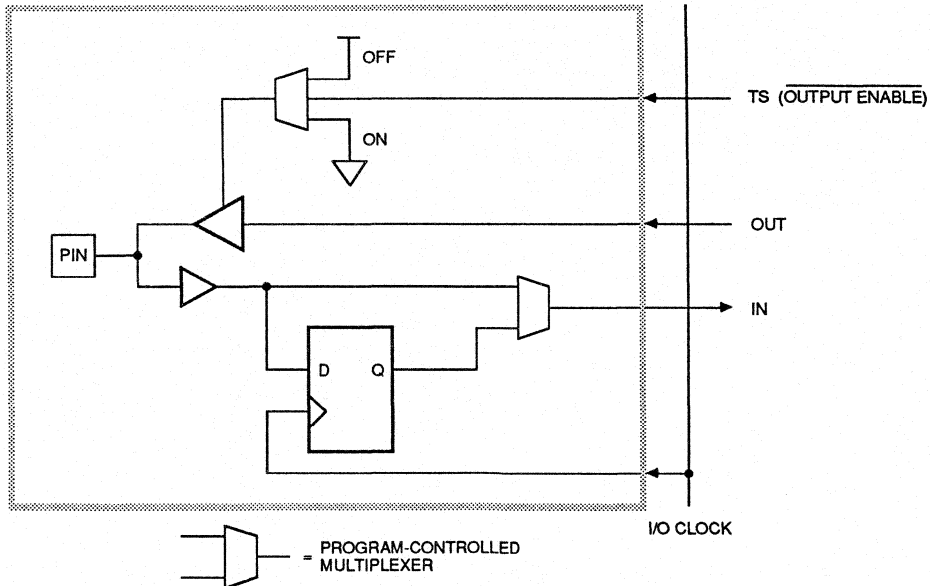 OFF
TS (OUTPUT ENABLE)
ON
OUT
PIN
IN
D Q
I/O CLOCK
= PROGRAM-CONTROLLED
MULTIPLEXER